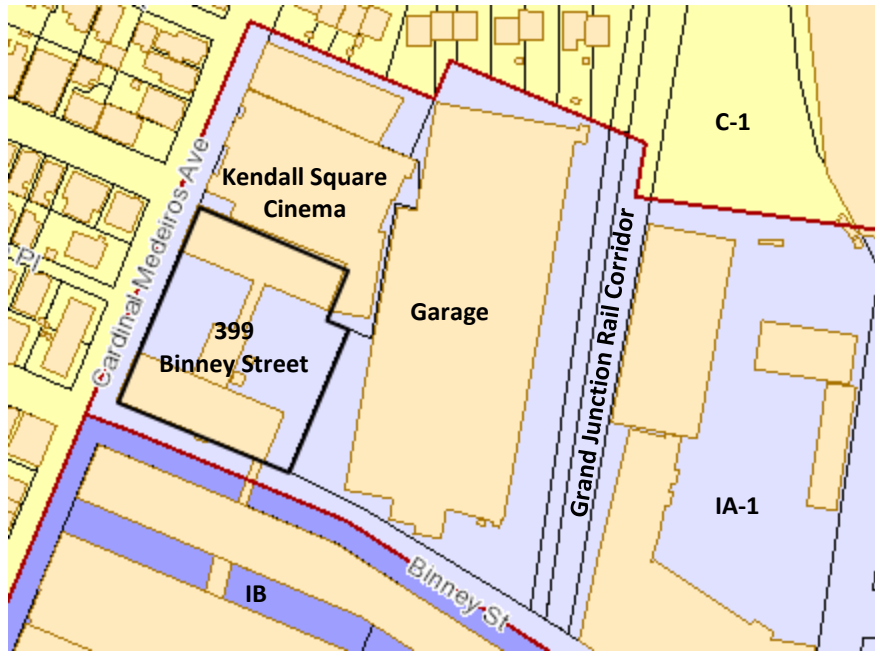 C-1
Kendall Square
Cinema
Cardinal Medeiros Ave
Pl
399
Binney Street
Garage
Grand Junction Rail Corridor
IA-1
IB
Binney St